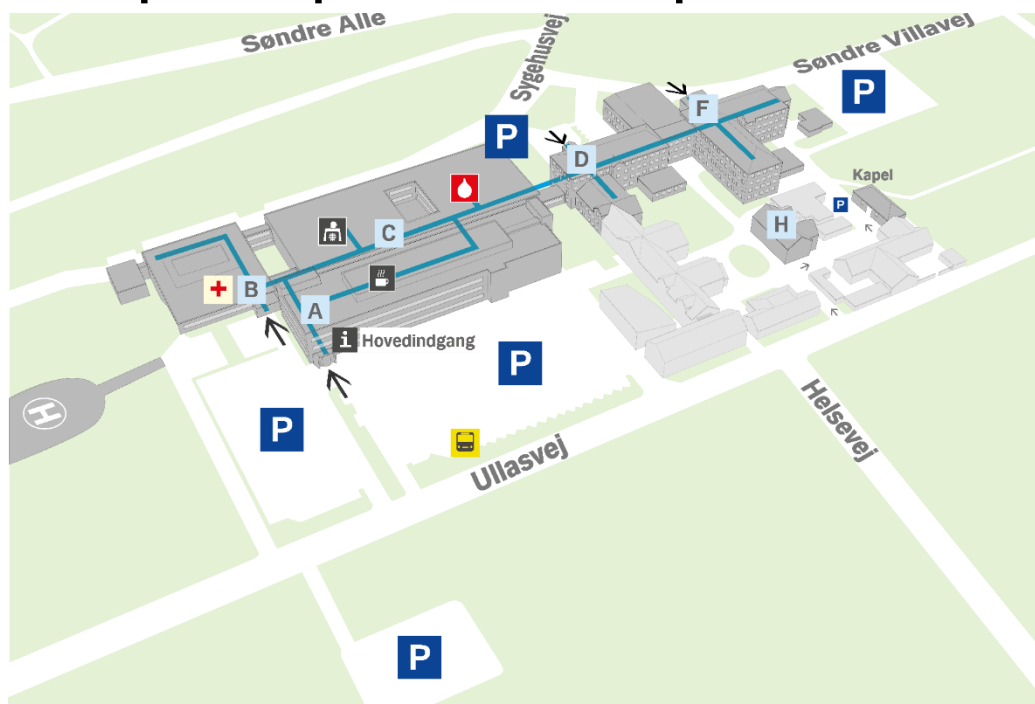 Søndre Alle
Sygehusvej
Søndre Villavej
P
P
F
D
Kapel
P
H
C
B
A
i Hovedindgang
P
P
H
Ullasvej
Helsevej
P